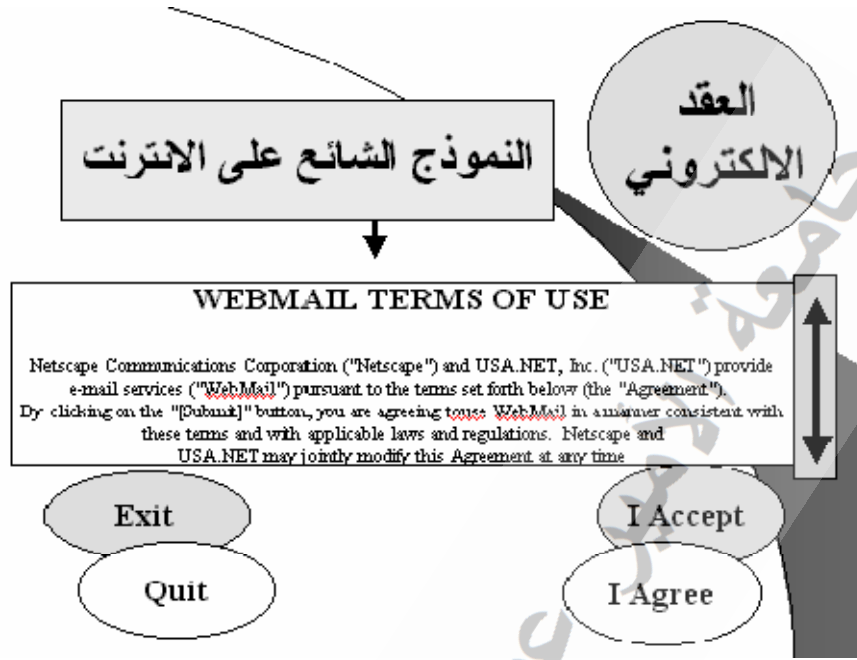 العقد
الالكتروني
النموذج الشائع على الانترنت
WEBMAIL TERMS OF USE
Netscape Communications Corporation ("Netscape") and USA.NET, Inc. ("USA.NET") provide
e-mail services ("WebMail") pursuant to the terms set forth below (the "Agreement").
By clicking on the "[Submit]" button, you are agreeing touse WebMail in a manner consistent with
these terms and with applicable laws and regulations. Netscape and
USA.NET may jointly modify this Agreement at any time
Exit
I Accept
Quit
I Agree
جامعة الأمير